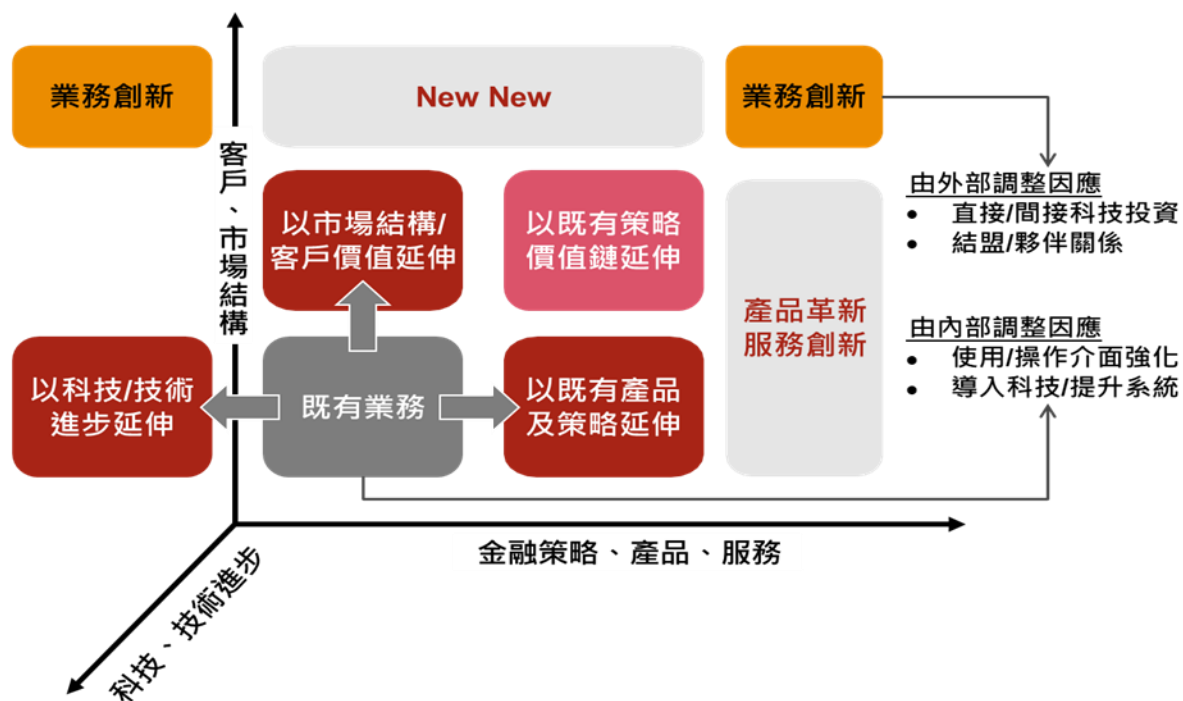 業務創新
New New
業務創新
客戶、市場結構
以市場結構/
客戶價值延伸
以既有策略
價值鏈延伸
由外部調整因應
• 直接/間接科技投資
• 結盟/夥伴關係
產品革新
服務創新
以科技/技術
進步延伸
既有業務
以既有產品
及策略延伸
由內部調整因應
• 使用/操作介面強化
• 導入科技/提升系統
金融策略、產品、服務
科技、技術進步